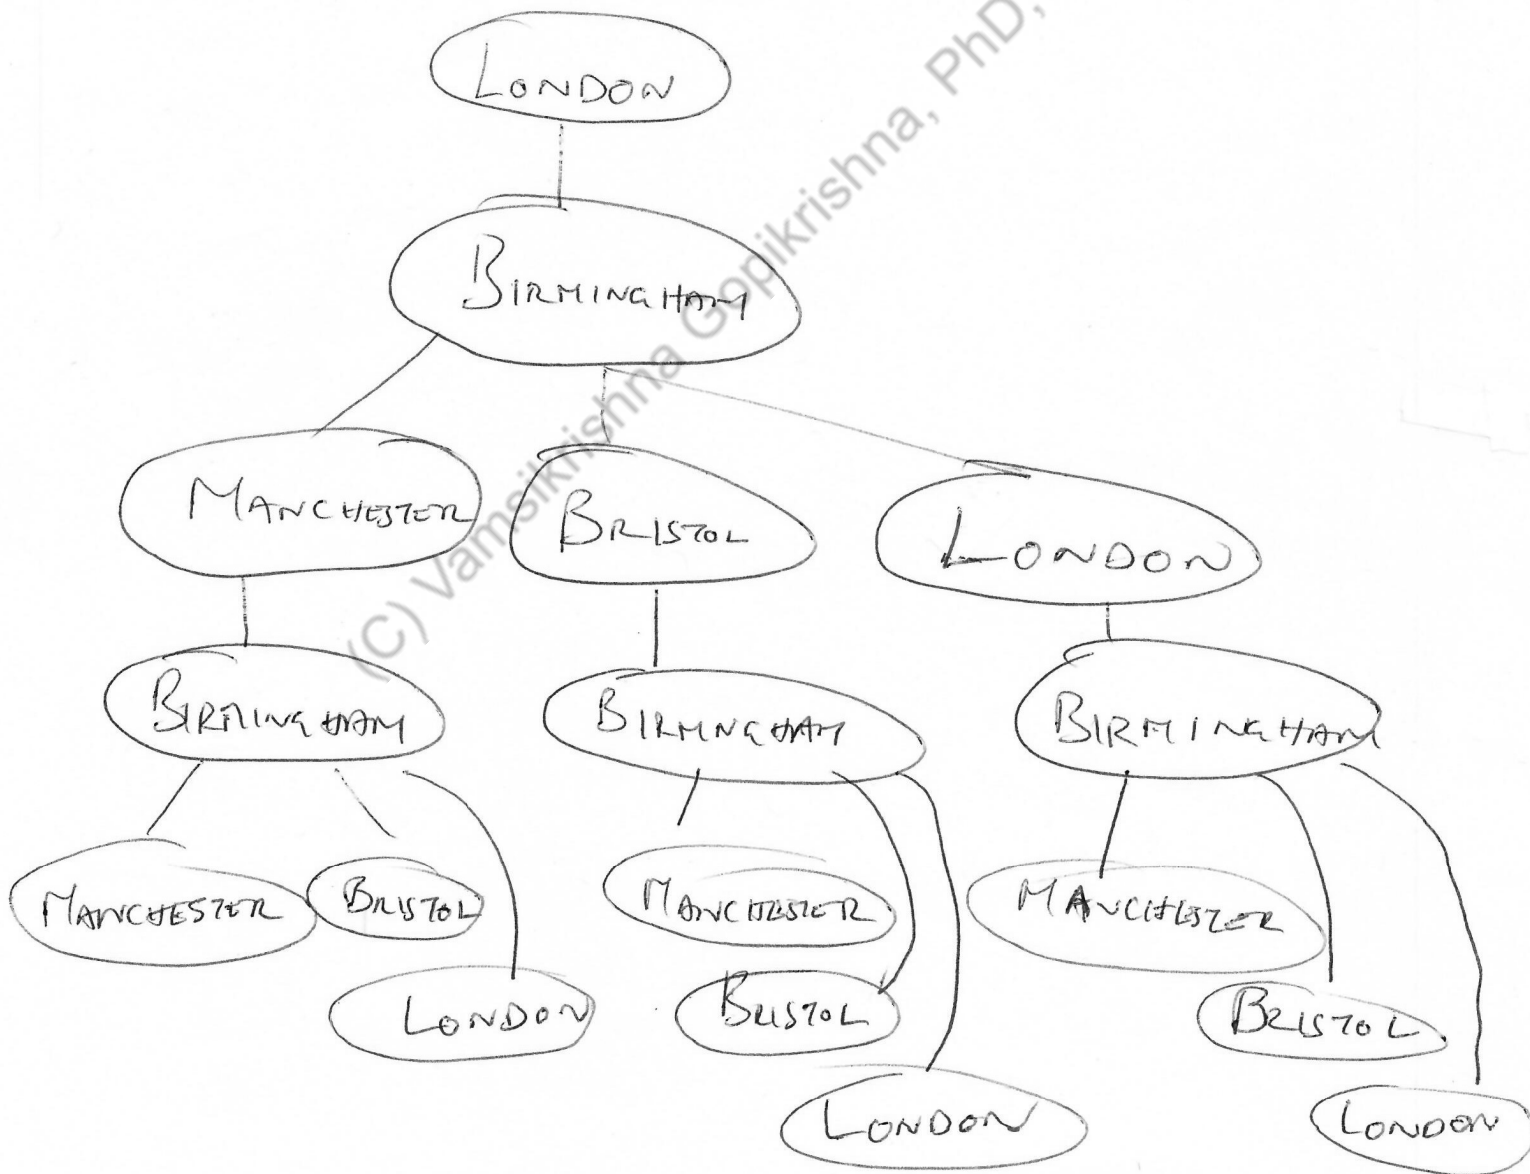 LONDON
BIRMINGHAM
MANCHESTER
BRISTOL
LONDON
BIRMINGHAM
BIRMINGHAM
BIRMINGHAM
MANCHESTER
BRISTOL
LONDON
MANCHESTER
BRISTOL
LONDON
MANCHESTER
BRISTOL
LONDON
(C) Vamsikrishna Gopikrishna, PhD,